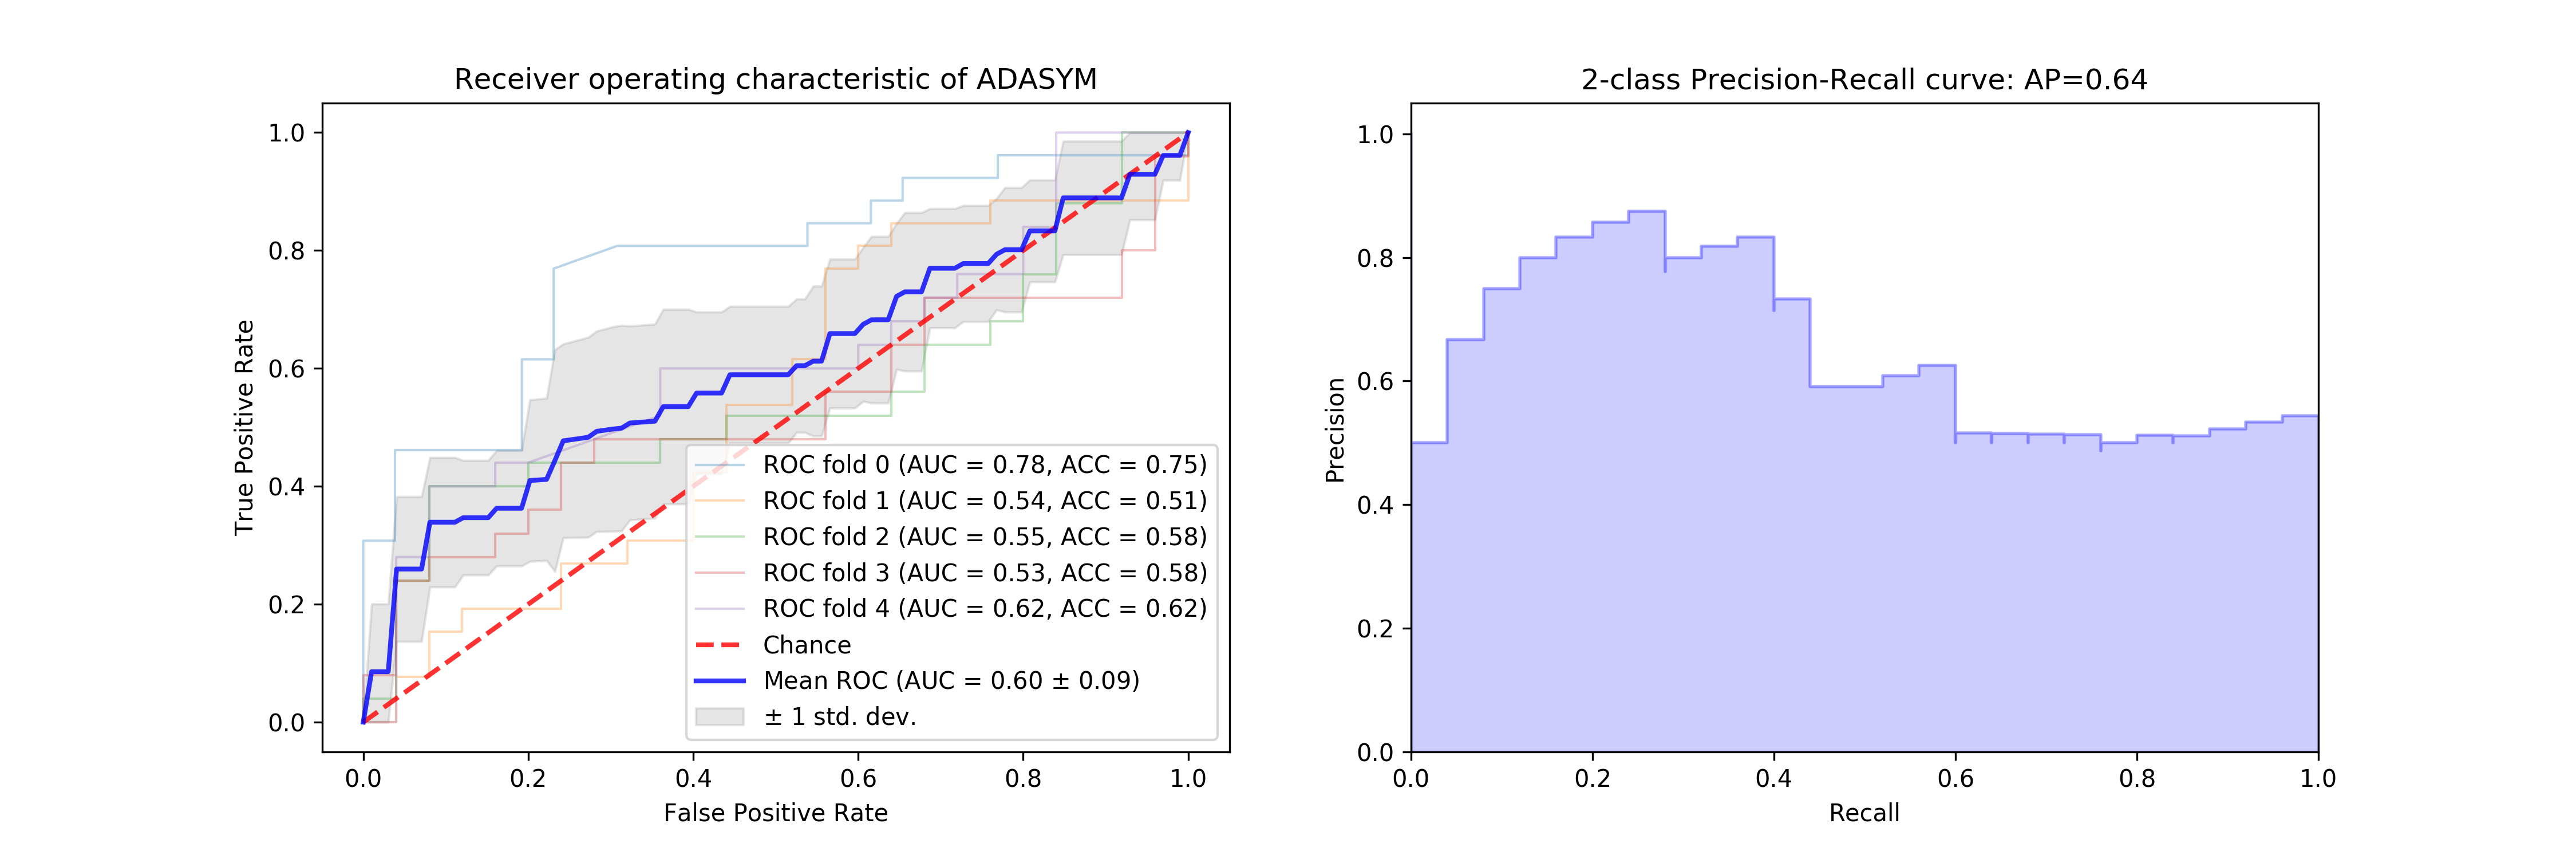 Receiver operating characteristic of ADASYM
True Positive Rate
1.0
0.8
0.6
0.4
0.2
0.0
ROC fold 0 (AUC = 0.78, ACC = 0.75)
ROC fold 1 (AUC = 0.54, ACC = 0.51)
ROC fold 2 (AUC = 0.55, ACC = 0.58)
ROC fold 3 (AUC = 0.53, ACC = 0.58)
ROC fold 4 (AUC = 0.62, ACC = 0.62)
Chance
Mean ROC (AUC = 0.60 ± 0.09)
± 1 std. dev.
0.0 0.2 0.4 0.6 0.8 1.0
False Positive Rate
2-class Precision-Recall curve: AP=0.64
Precision
1.0
0.8
0.6
0.4
0.2
0.0
0.0 0.2 0.4 0.6 0.8 1.0
Recall